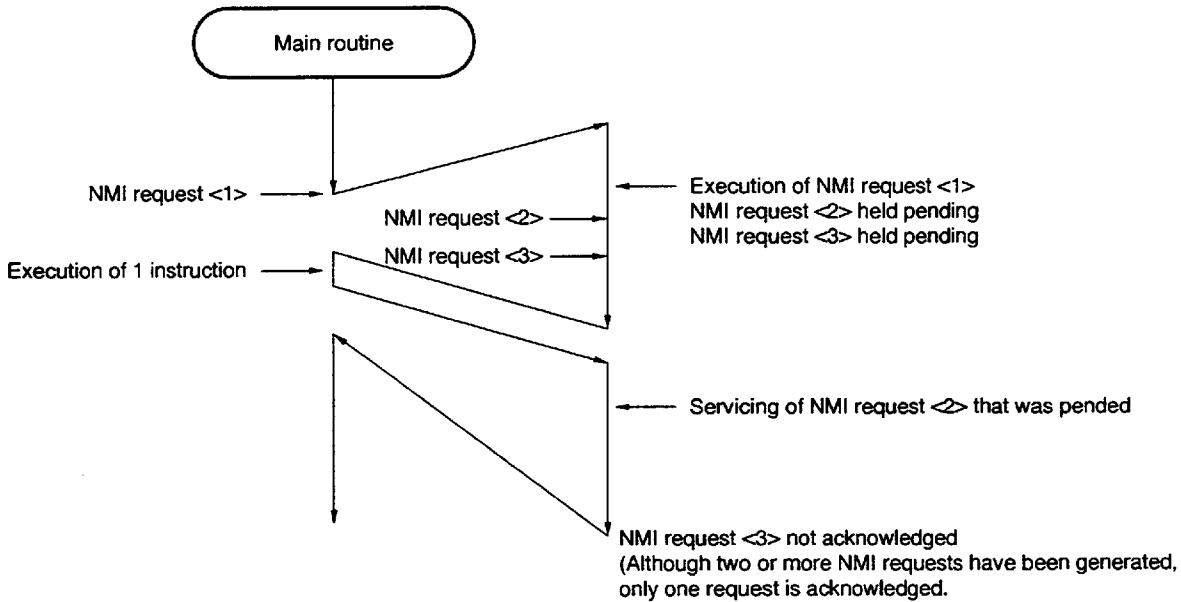 Main routine
NMI request <1>
Execution of NMI request <1>
NMI request <2> held pending
NMI request <3> held pending
NMI request <2>
NMI request <3>
Execution of 1 instruction
Servicing of NMI request <2> that was pended
NMI request <3> not acknowledged
(Although two or more NMI requests have been generated,
only one request is acknowledged.